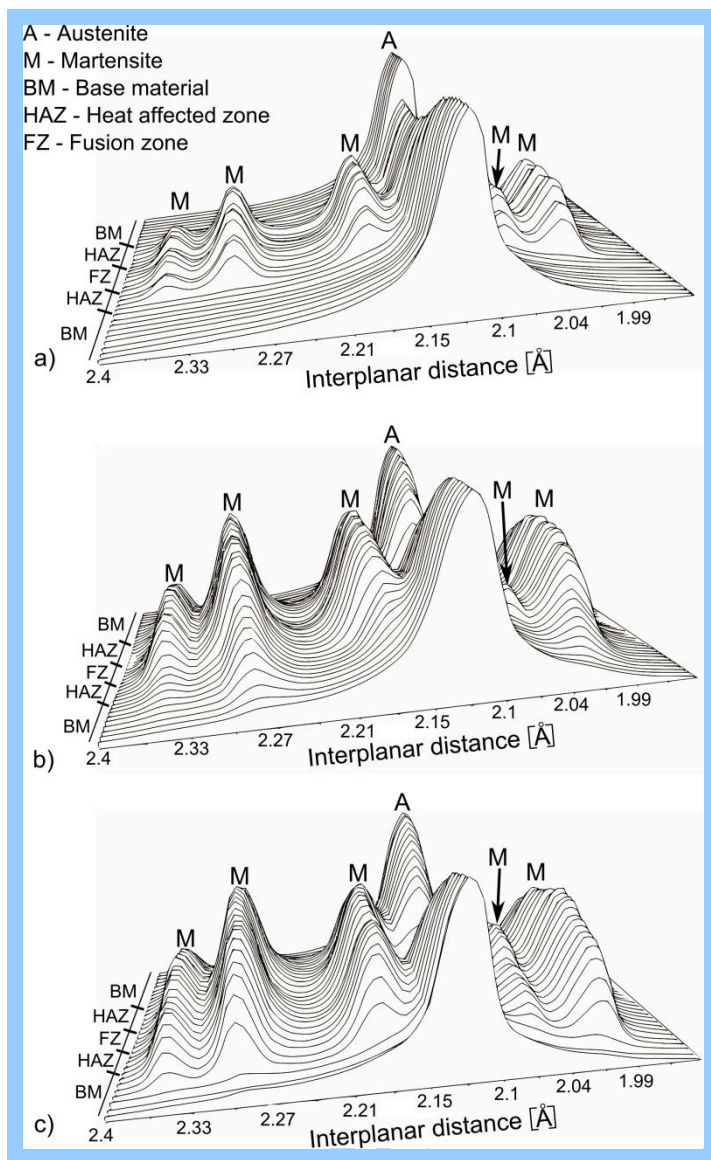 A - Austenite
M - Martensite
BM - Base material
HAZ - Heat affected zone
FZ - Fusion zone
A
M
M
M
M
M
BM
HAZ
FZ
HAZ
BM
a)
2.4
2.33
2.27
2.21
2.15
2.1
2.04
1.99
Interplanar distance [Å]
A
M
M
M
M
M
BM
HAZ
FZ
HAZ
BM
b)
2.4
2.33
2.27
2.21
2.15
2.1
2.04
1.99
Interplanar distance [Å]
A
M
M
M
M
M
BM
HAZ
FZ
HAZ
BM
c)
2.4
2.33
2.27
2.21
2.15
2.1
2.04
1.99
Interplanar distance [Å]